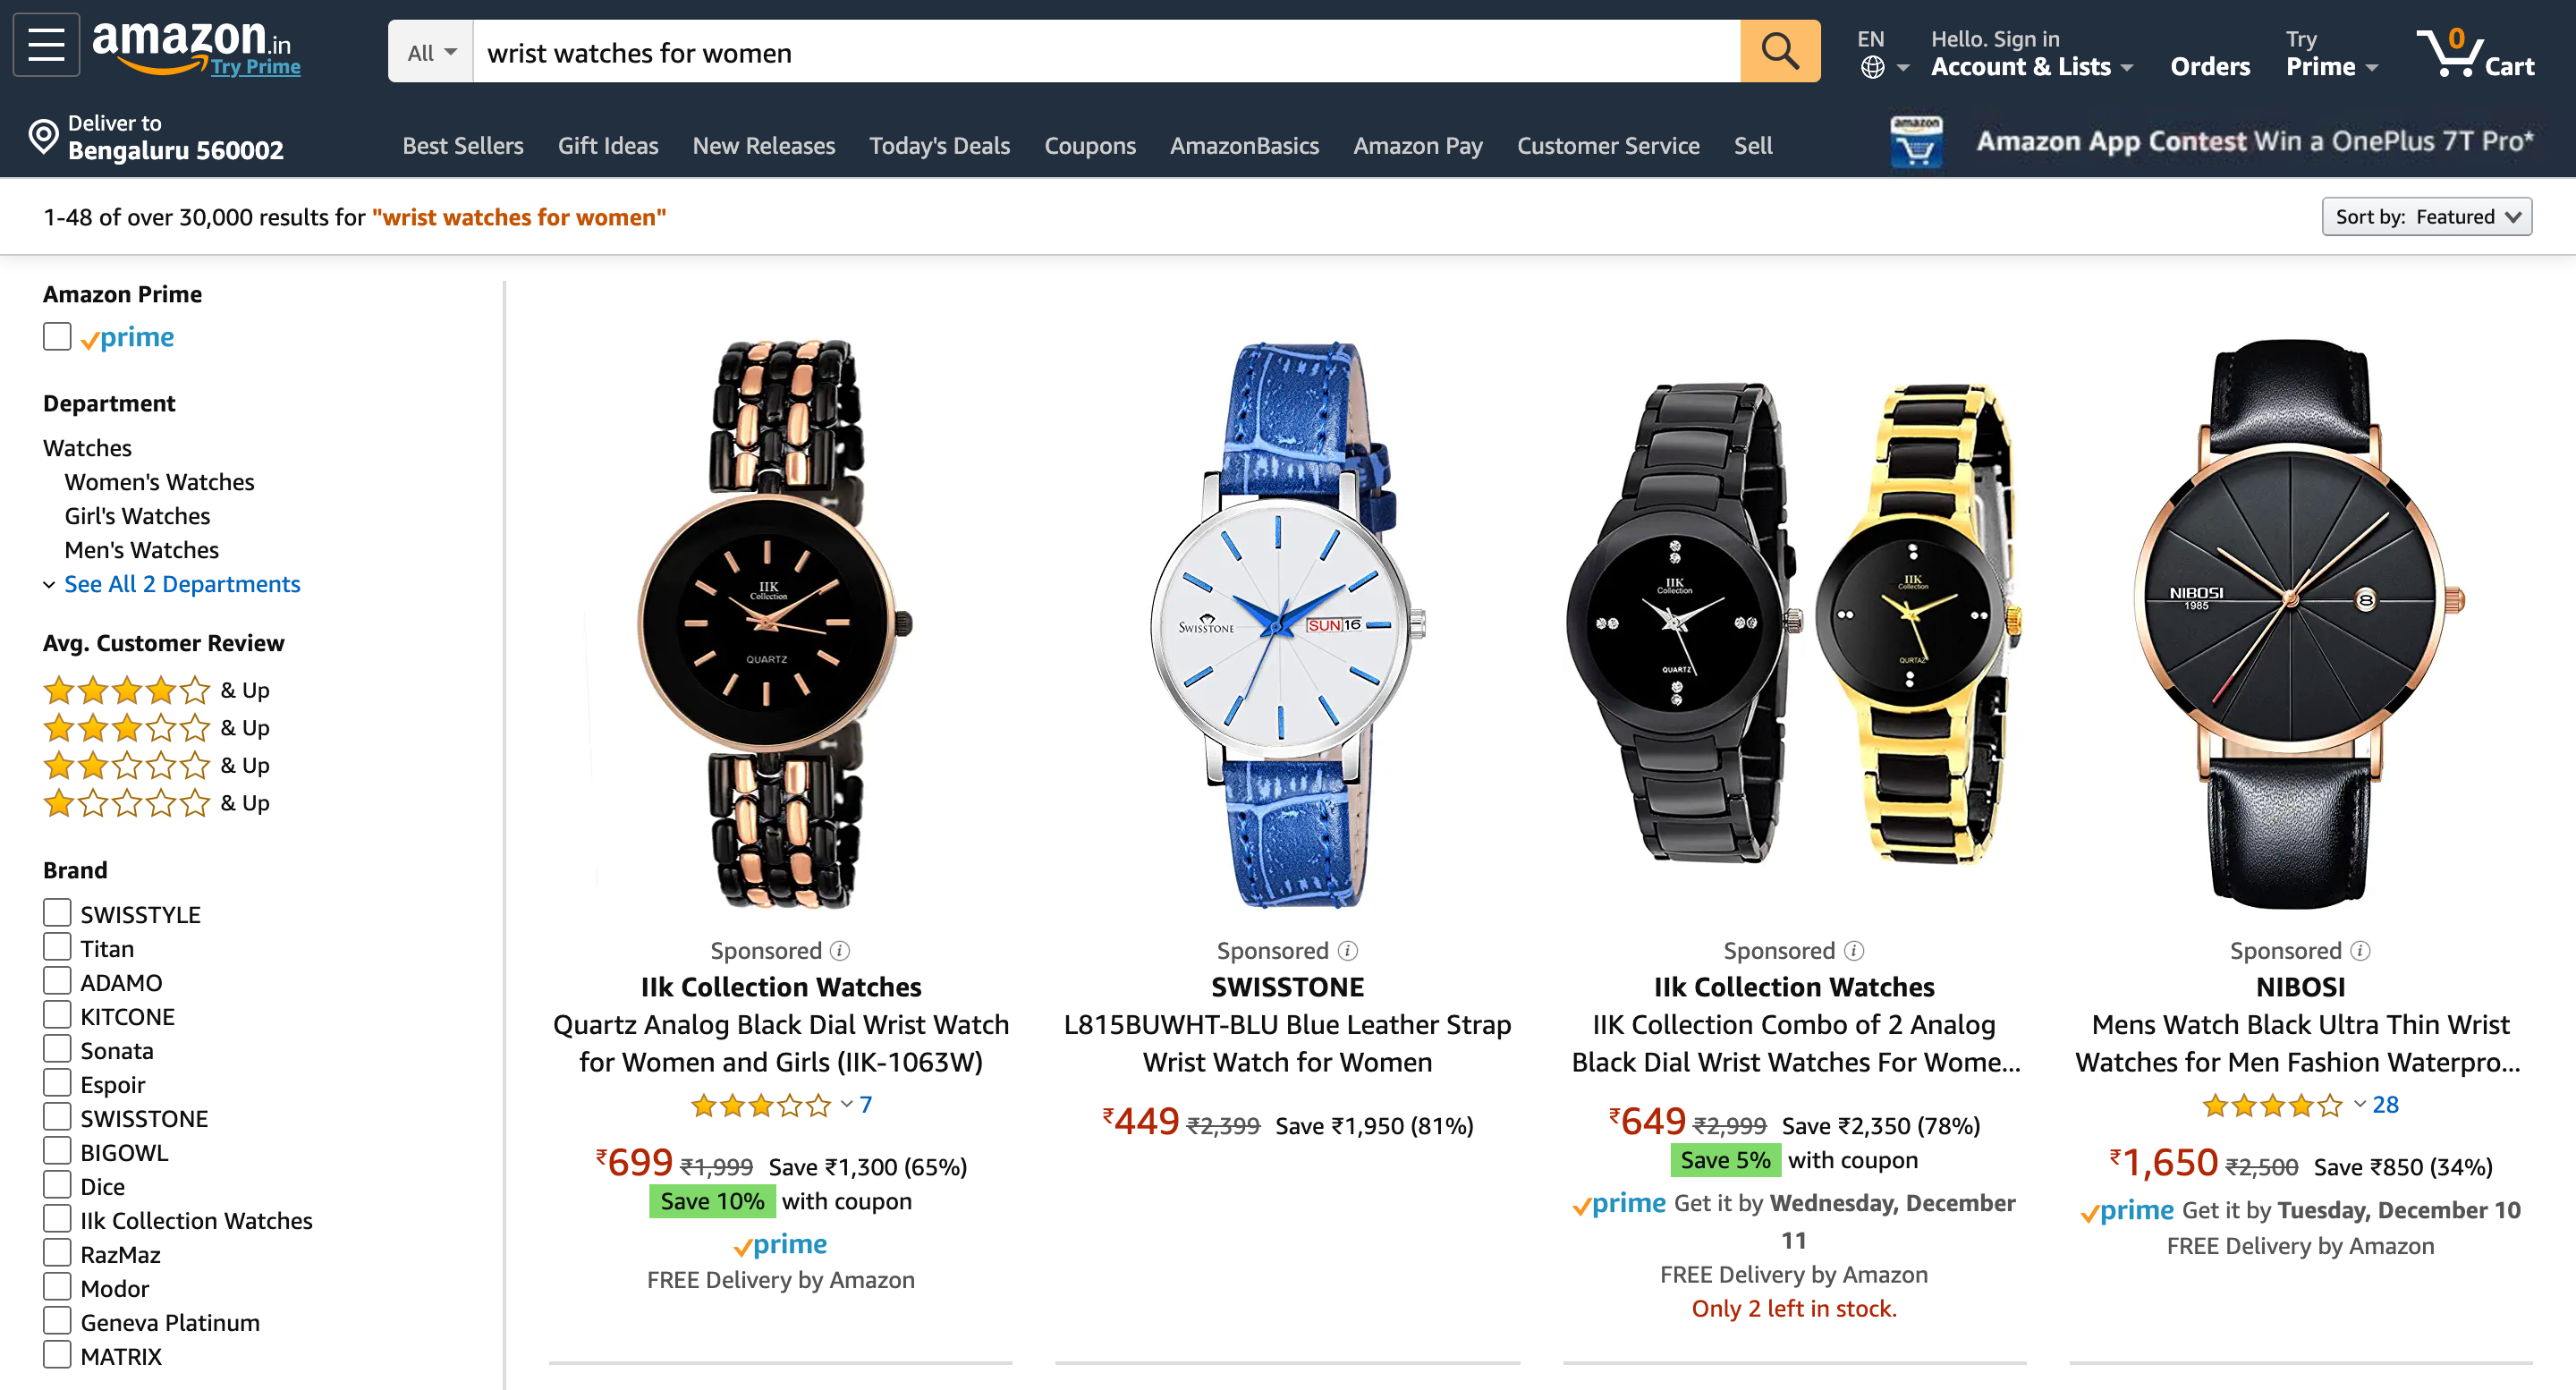 amazon.in
Try Prime
All
wrist watches for women
EN
Hello. Sign in
Account & Lists
Orders
Try
Prime
0
Cart
Deliver to
Bengaluru 560002
Best Sellers
Gift Ideas
New Releases
Today's Deals
Coupons
AmazonBasics
Amazon Pay
Customer Service
Sell
amazon
Amazon App Contest Win a OnePlus 7T Pro*
1-48 of over 30,000 results for "wrist watches for women"
Sort by: Featured
Amazon Prime
prime
Department
Watches
Women's Watches
Girl's Watches
Men's Watches
See All 2 Departments
Avg. Customer Review
& Up
& Up
& Up
& Up
Brand
SWISSTYLE
Titan
ADAMO
KITCONE
Sonata
Espoir
SWISSTONE
BIGOWL
Dice
IIk Collection Watches
RazMaz
Modor
Geneva Platinum
MATRIX
IIK
Collection
QUARTZ
Sponsored
IIk Collection Watches
Quartz Analog Black Dial Wrist Watch
for Women and Girls (IIK-1063W)
7
₹699 ₹1,999 Save ₹1,300 (65%)
Save 10% with coupon
prime
FREE Delivery by Amazon
SWISSTONE
SUN 16
Sponsored
SWISSTONE
L815BUWHT-BLU Blue Leather Strap
Wrist Watch for Women
₹449 ₹2,399 Save ₹1,950 (81%)
IIK
Collection
QUARTZ
IIK
Collection
QURTAZ
Sponsored
IIk Collection Watches
IIK Collection Combo of 2 Analog
Black Dial Wrist Watches For Wome...
₹649 ₹2,999 Save ₹2,350 (78%)
Save 5% with coupon
prime Get it by Wednesday, December
11
FREE Delivery by Amazon
Only 2 left in stock.
NIBOSI
1985
8
Sponsored
NIBOSI
Mens Watch Black Ultra Thin Wrist
Watches for Men Fashion Waterpro...
28
₹1,650 ₹2,500 Save ₹850 (34%)
prime Get it by Tuesday, December 10
FREE Delivery by Amazon